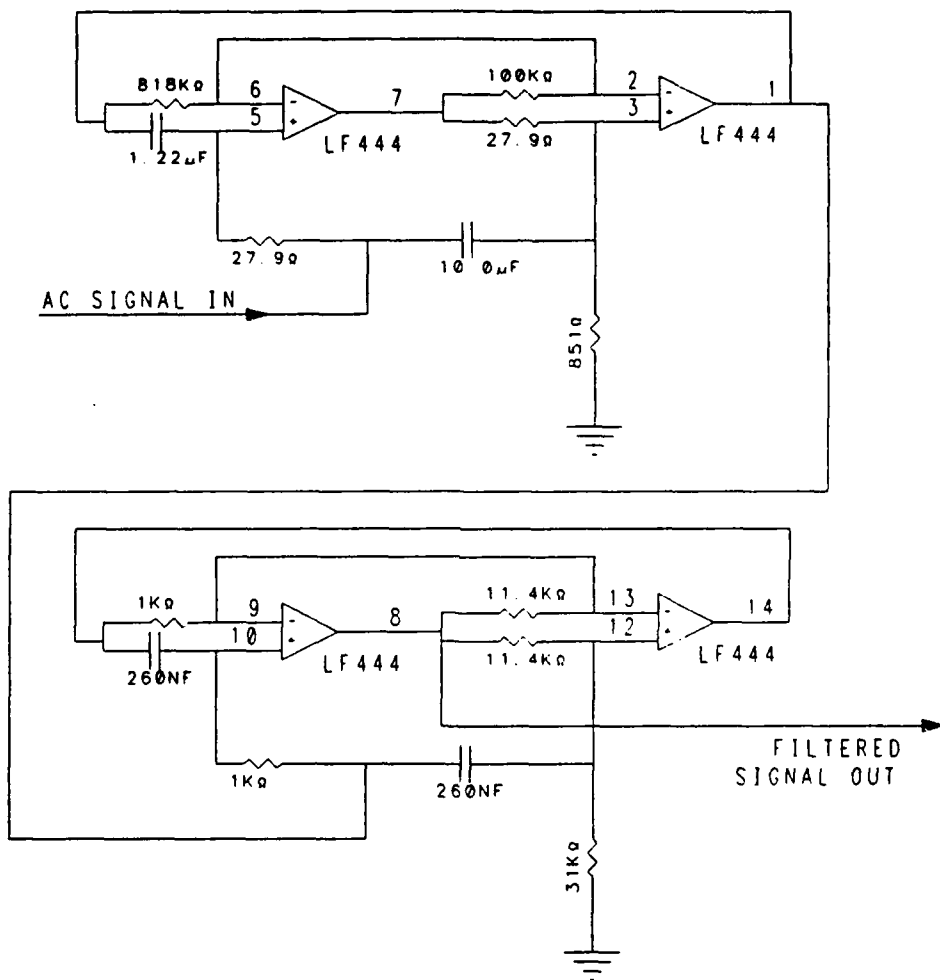 818KΩ
6
5
7
LF444
1.22µF
100KΩ
2
3
1
27.9Ω
LF444
27.9Ω
10 0µF
AC SIGNAL IN
851Ω
1KΩ
9
10
8
LF444
260NF
11.4KΩ
13
12
14
11.4KΩ
LF444
1KΩ
260NF
FILTERED
SIGNAL OUT
31KΩ